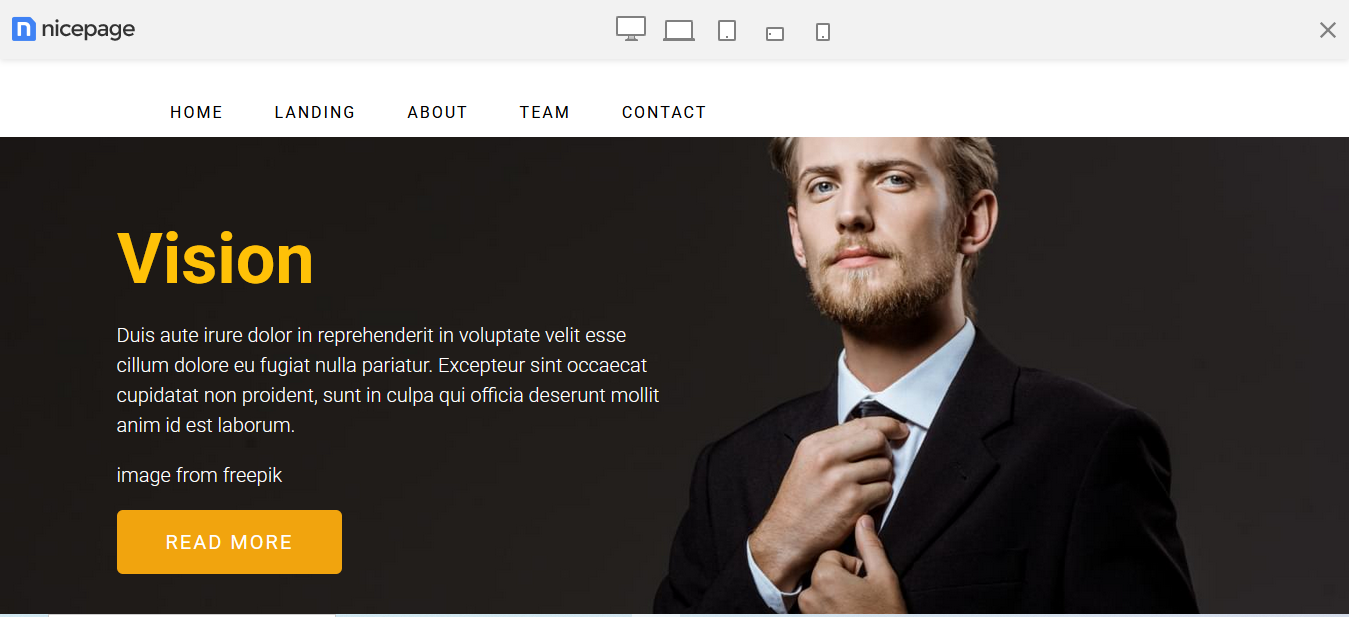 nicepage
HOME LANDING ABOUT TEAM CONTACT
Vision
Duis aute irure dolor in reprehenderit in voluptate velit esse
cillum dolore eu fugiat nulla pariatur. Excepteur sint occaecat
cupidatat non proident, sunt in culpa qui officia deserunt mollit
anim id est laborum.
image from freepik
READ MORE